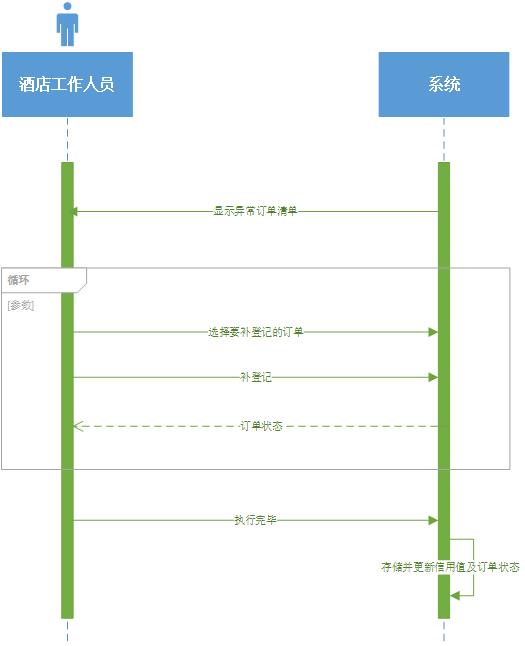 酒店工作人员
系统
显示异常订单清单
循环
[参数]
选择要补登记的订单
补登记
订单状态
执行完毕
存储并更新信用值及订单状态